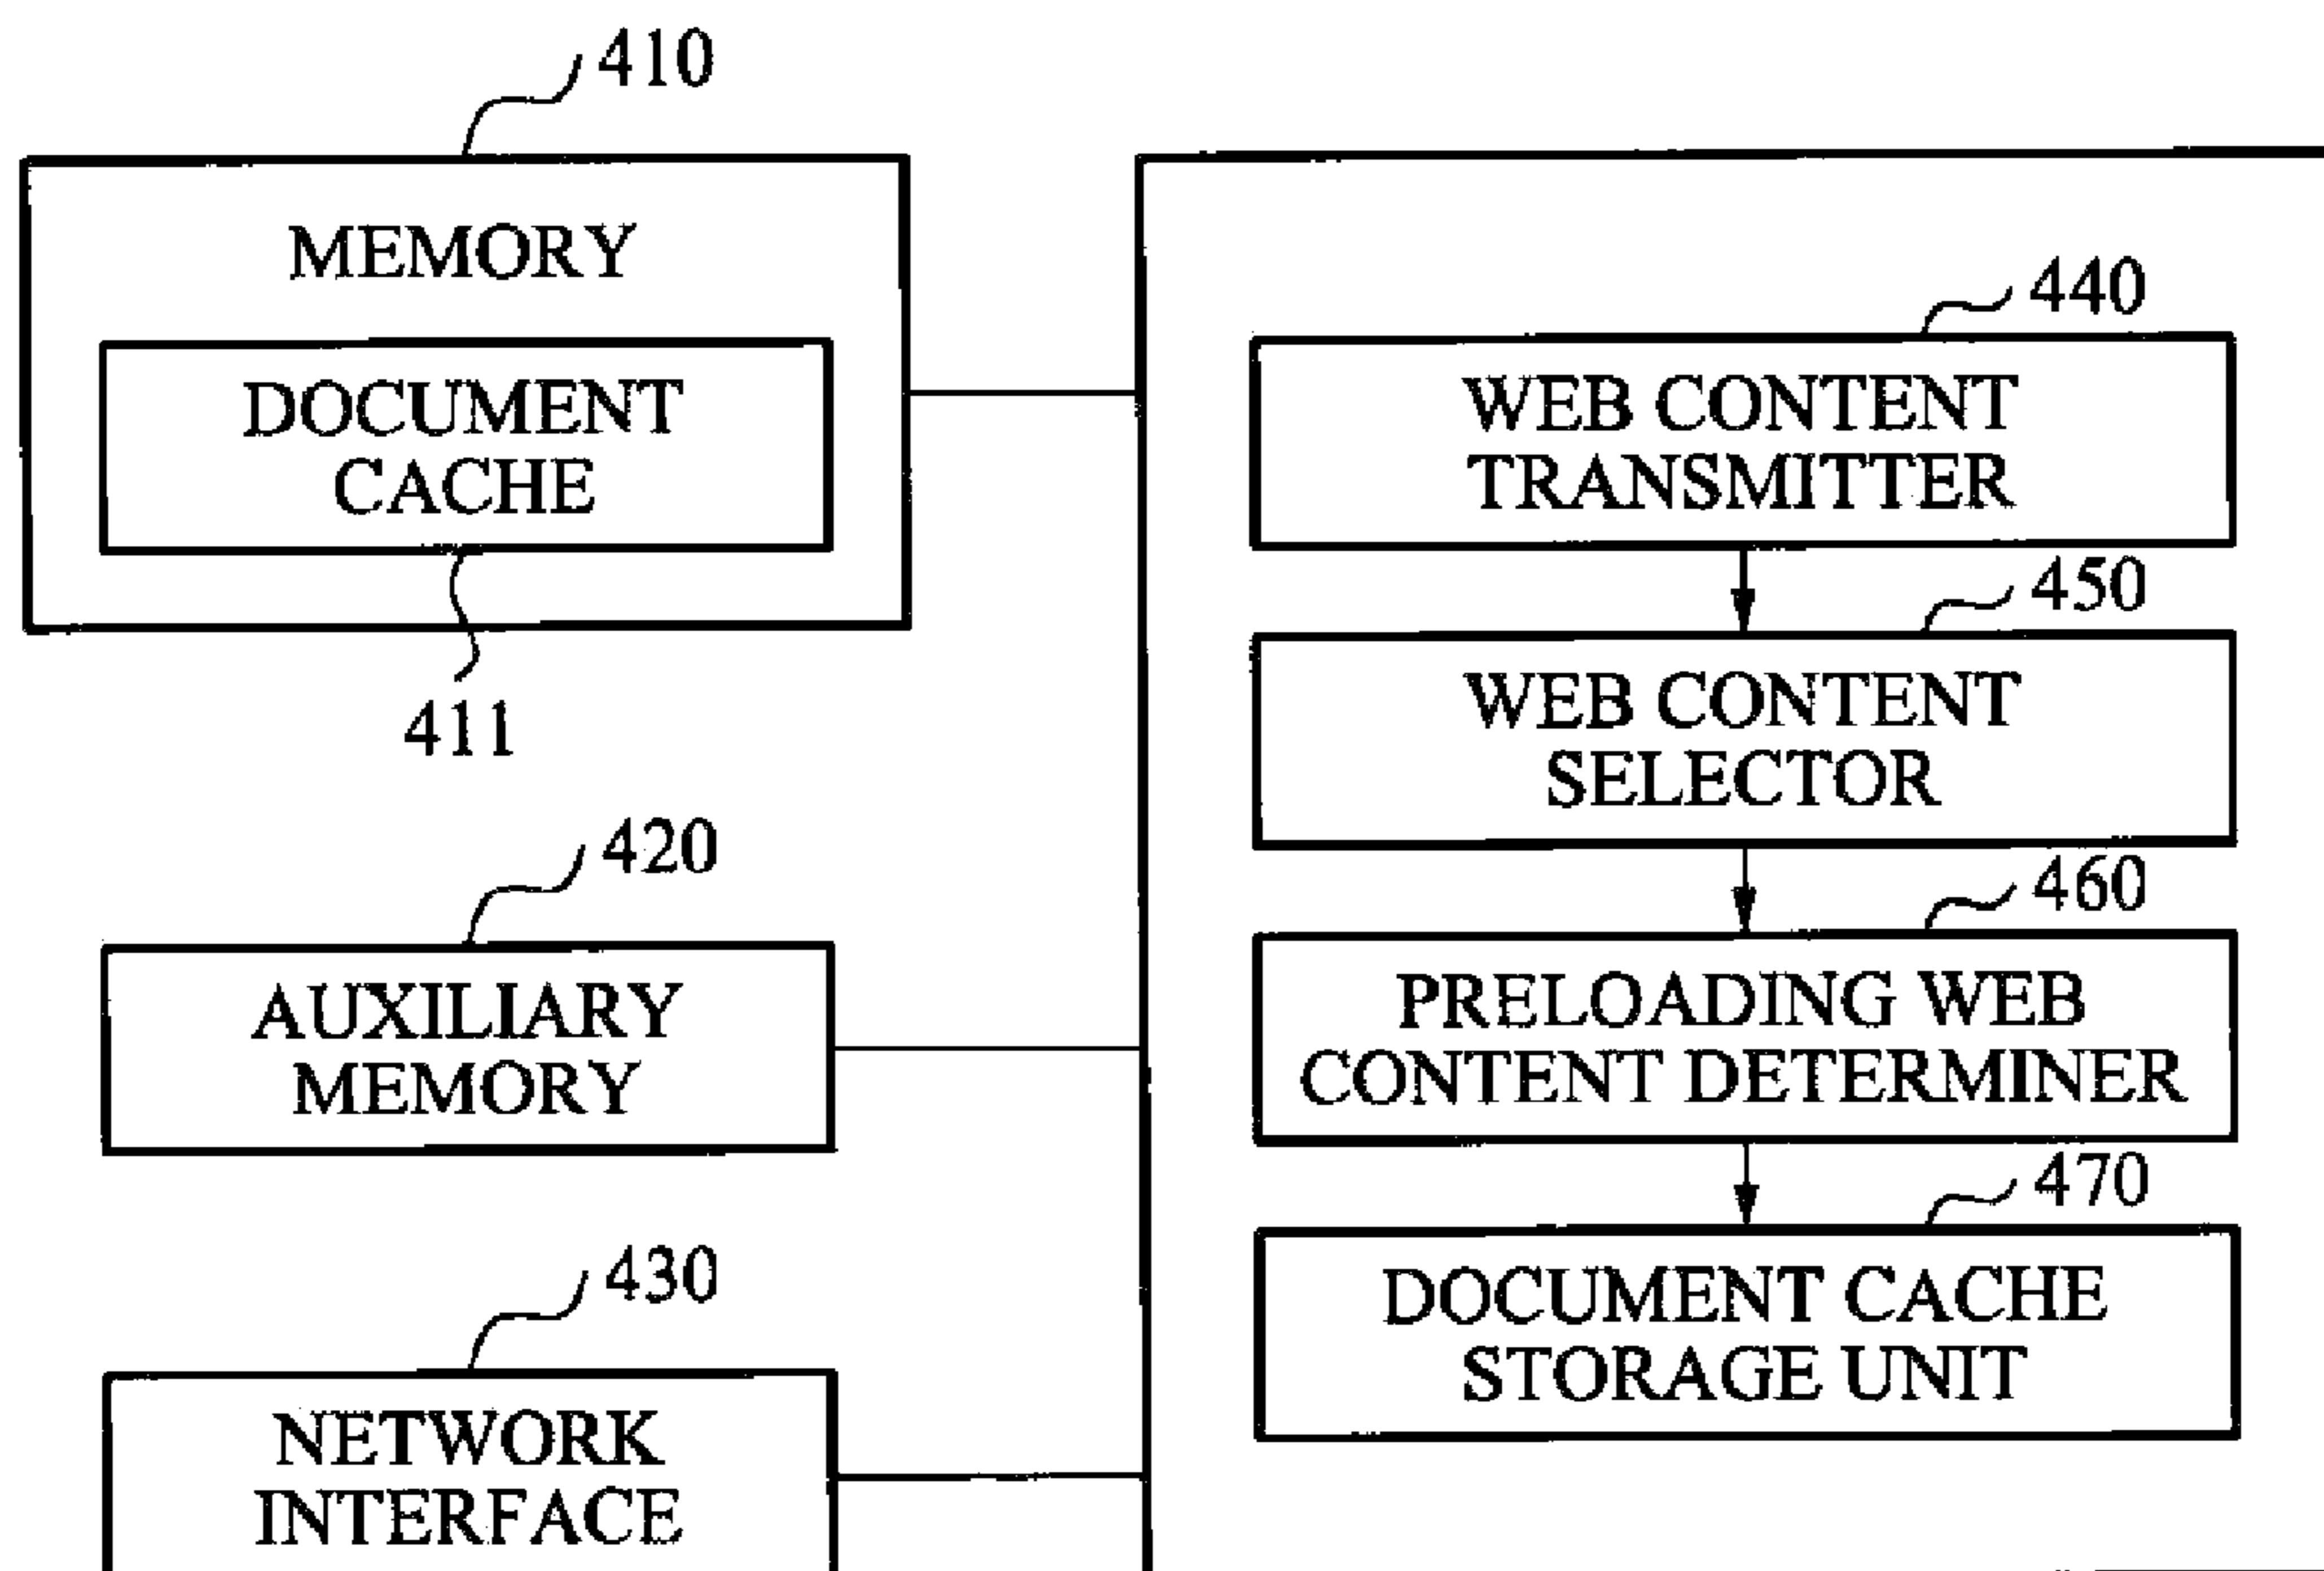 410
MEMORY
DOCUMENT
CACHE
411
420
AUXILIARY
MEMORY
430
NETWORK
INTERFACE
440
WEB CONTENT
TRANSMITTER
450
WEB CONTENT
SELECTOR
460
PRELOADING WEB
CONTENT DETERMINER
470
DOCUMENT CACHE
STORAGE UNIT